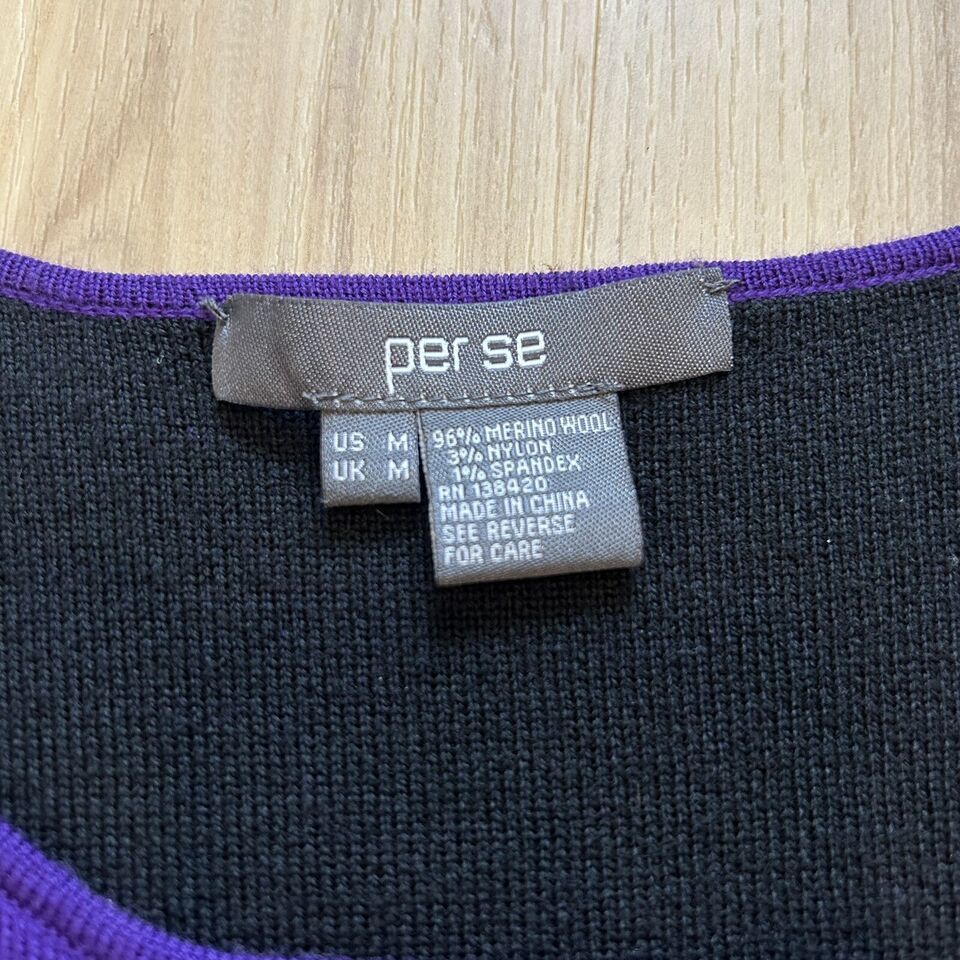 per se
US M
UK M
96% MERINO WOOL
3% NYLON
1% SPANDEX
RN 138420
MADE IN CHINA
SEE REVERSE
FOR CARE